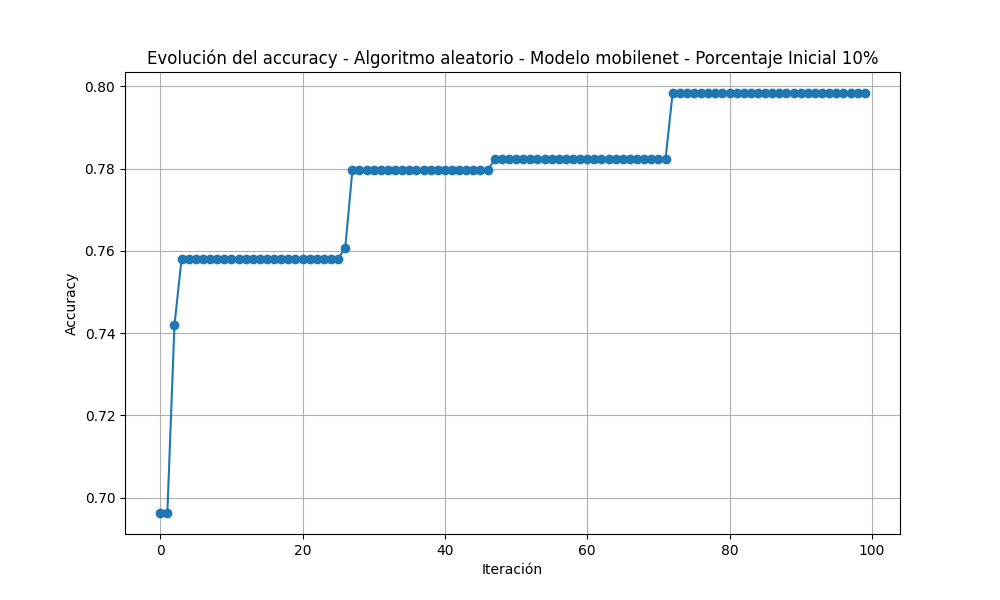 Evolución del accuracy - Algoritmo aleatorio - Modelo mobilenet - Porcentaje Inicial 10%
0.80
0.78
0.76
0.74
0.72
0.70
Accuracy
0 20 40 60 80 100
Iteración